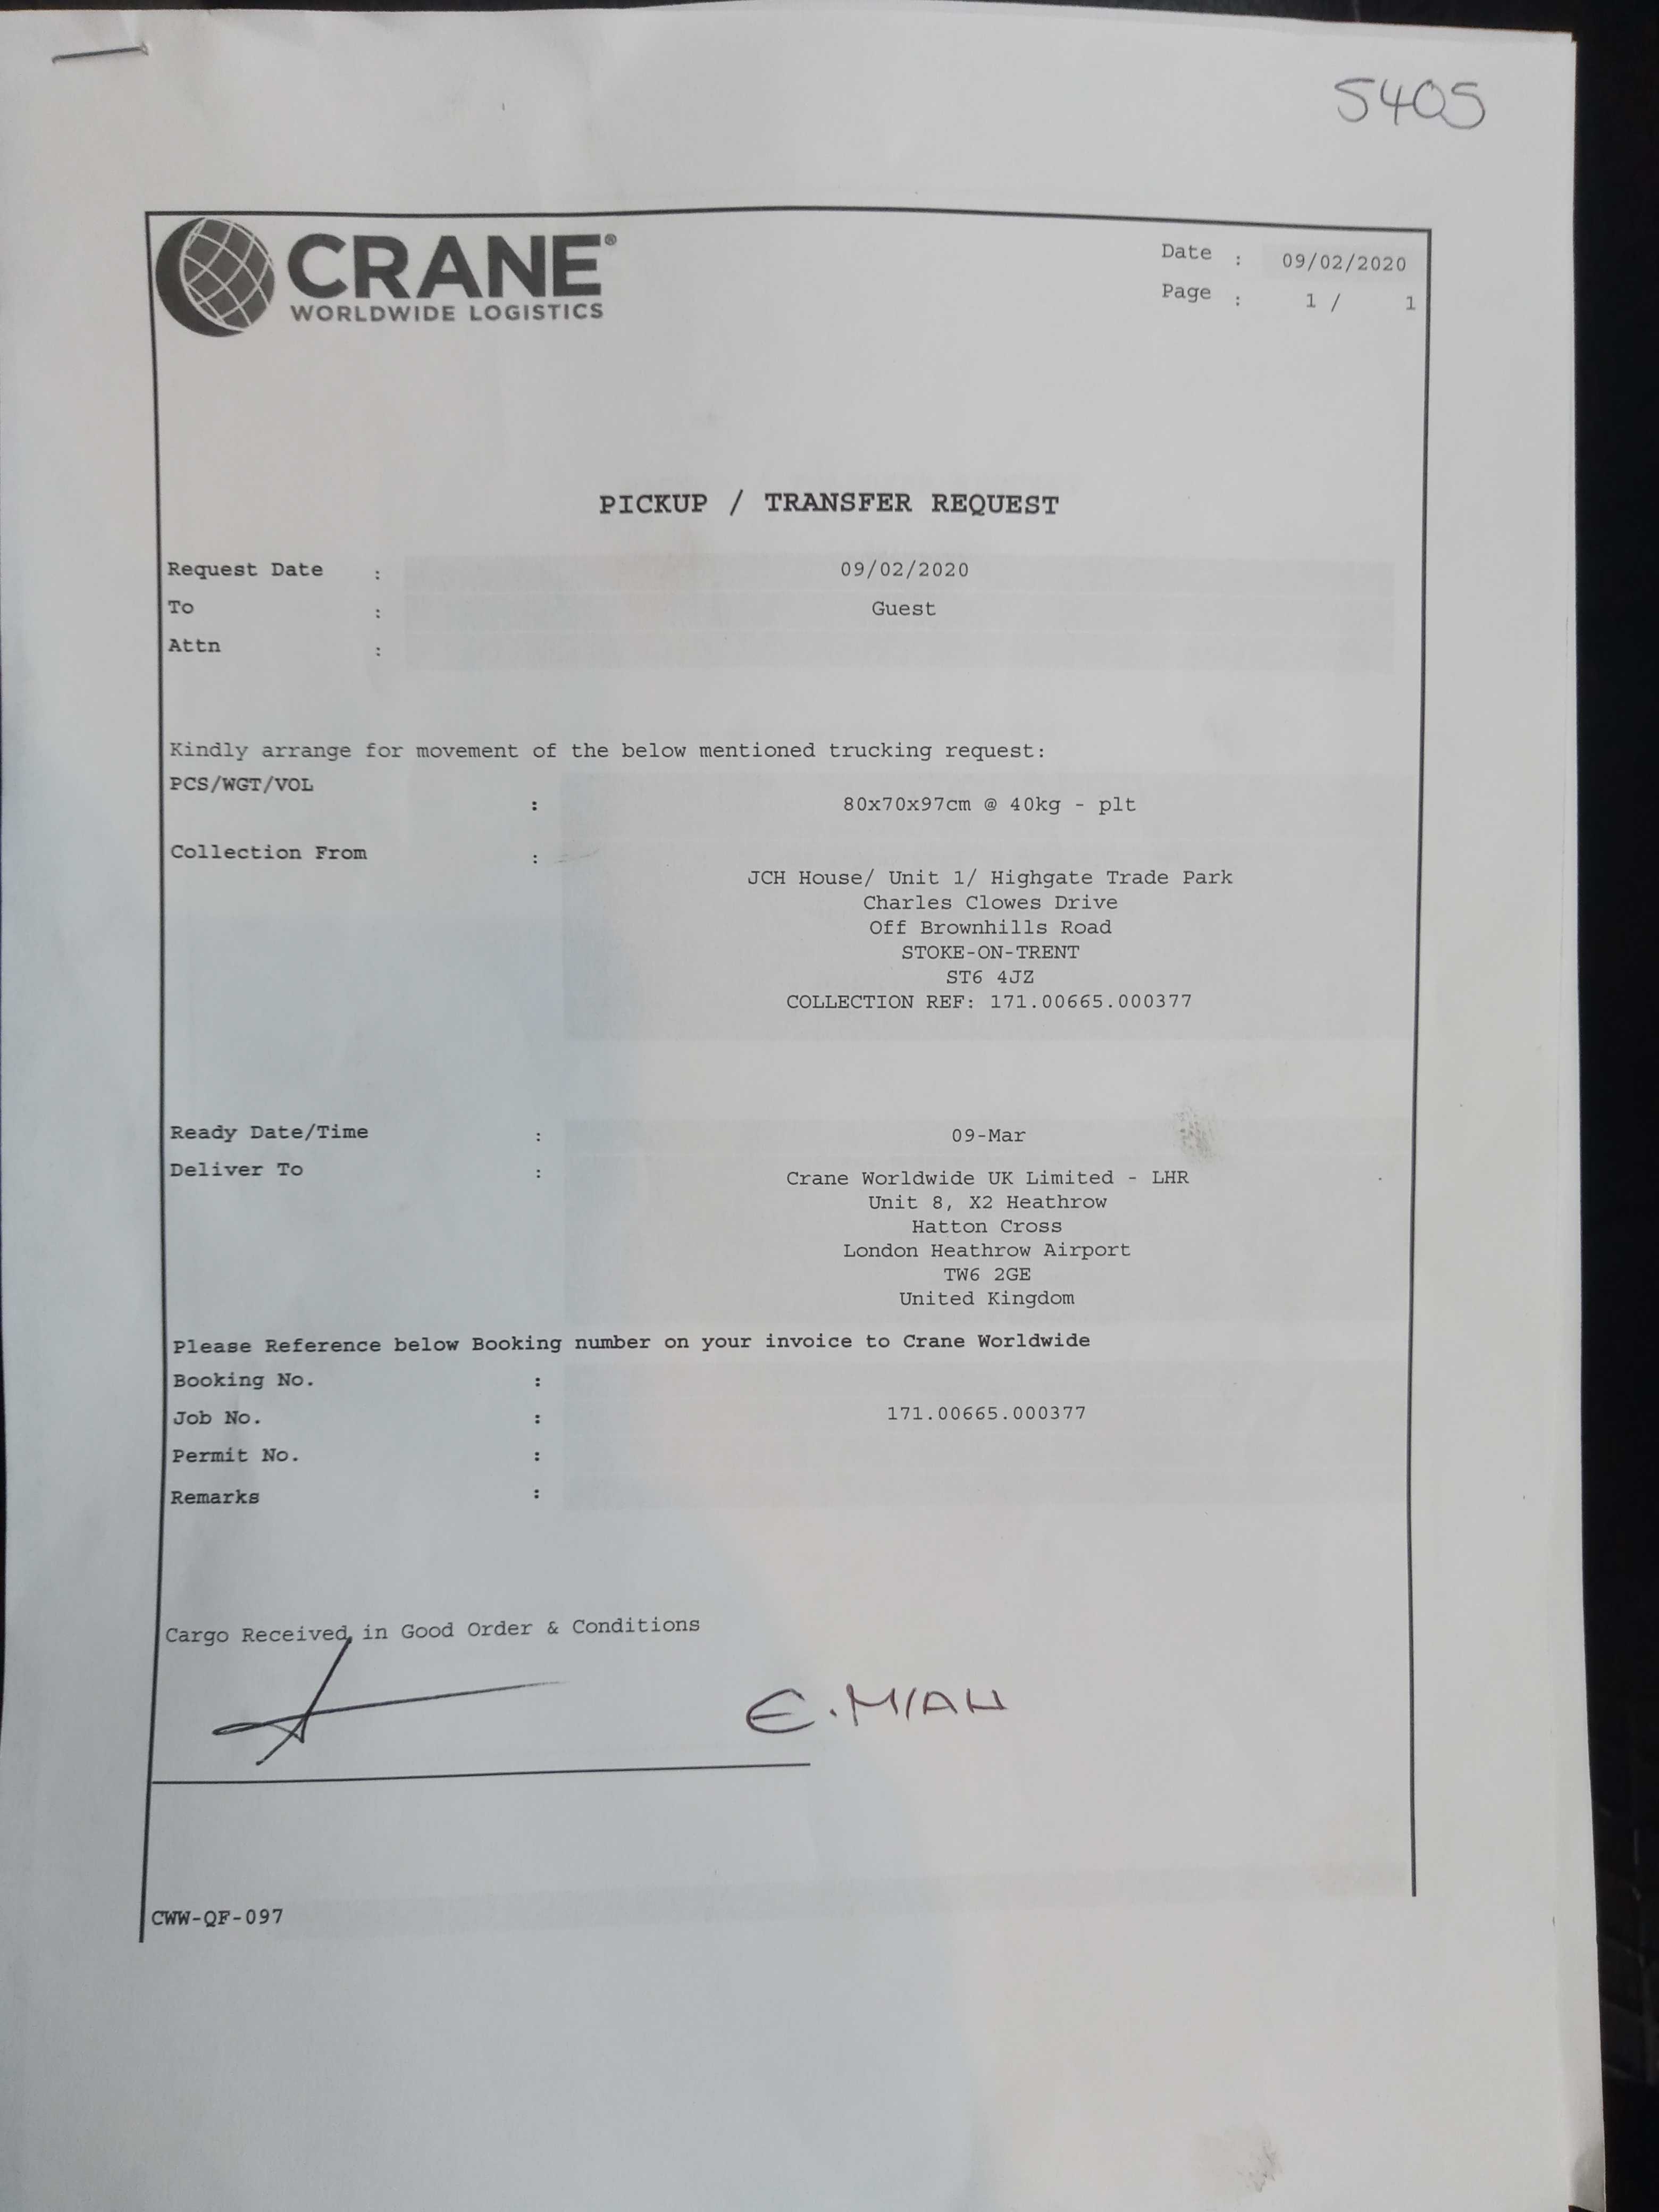 5405
CRANE®
WORLDWIDE LOGISTICS
Date : 09/02/2020
Page : 1 / 1
PICKUP / TRANSFER REQUEST
Request Date : 09/02/2020
To : Guest
Attn :
Kindly arrange for movement of the below mentioned trucking request:
PCS/WGT/VOL : 80x70x97cm @ 40kg - plt
Collection From :
JCH House/ Unit 1/ Highgate Trade Park
Charles Clowes Drive
Off Brownhills Road
STOKE-ON-TRENT
ST6 4JZ
COLLECTION REF: 171.00665.000377
Ready Date/Time : 09-Mar
Deliver To : Crane Worldwide UK Limited - LHR
Unit 8, X2 Heathrow
Hatton Cross
London Heathrow Airport
TW6 2GE
United Kingdom
Please Reference below Booking number on your invoice to Crane Worldwide
Booking No. :
Job No. : 171.00665.000377
Permit No. :
Remarks :
Cargo Received in Good Order & Conditions
E. MIAH
CWW-QF-097